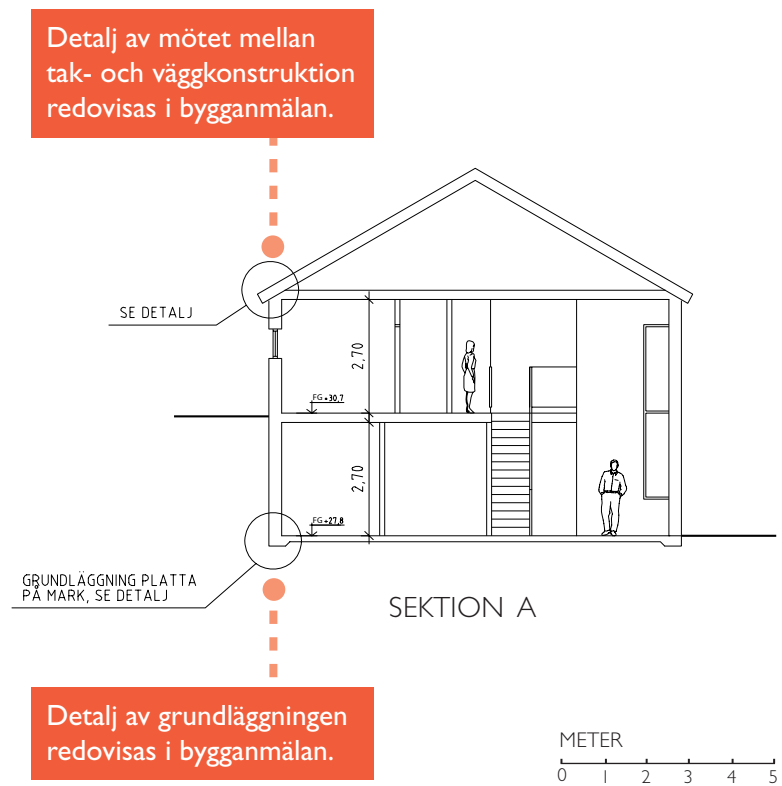 Detalj av mötet mellan
tak- och väggkonstruktion
redovisas i bygganmälan.
SE DETALJ
2,70
FG +30,7
2,70
FG +27,8
GRUNDLÄGGNING PLATTA
PÅ MARK, SE DETALJ
SEKTION A
Detalj av grundläggningen
redovisas i bygganmälan.
METER
0 1 2 3 4 5